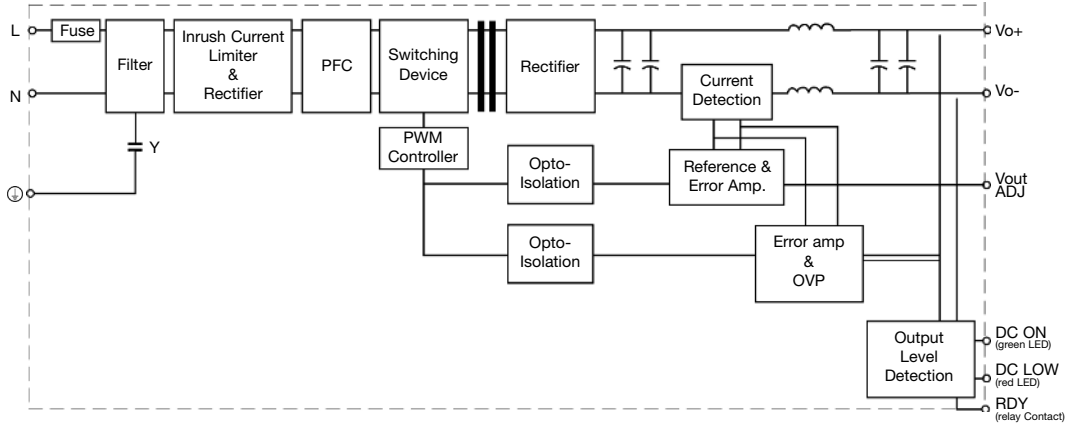 L
Fuse
Filter
Inrush Current
Limiter
&
Rectifier
PFC
Switching
Device
Rectifier
Current
Detection
Vo+
N
Vo-
Y
PWM
Controller
Opto-
Isolation
Reference &
Error Amp.
Vout
ADJ
Opto-
Isolation
Error amp
&
OVP
Output
Level
Detection
DC ON
(green LED)
DC LOW
(red LED)
RDY
(relay Contact)